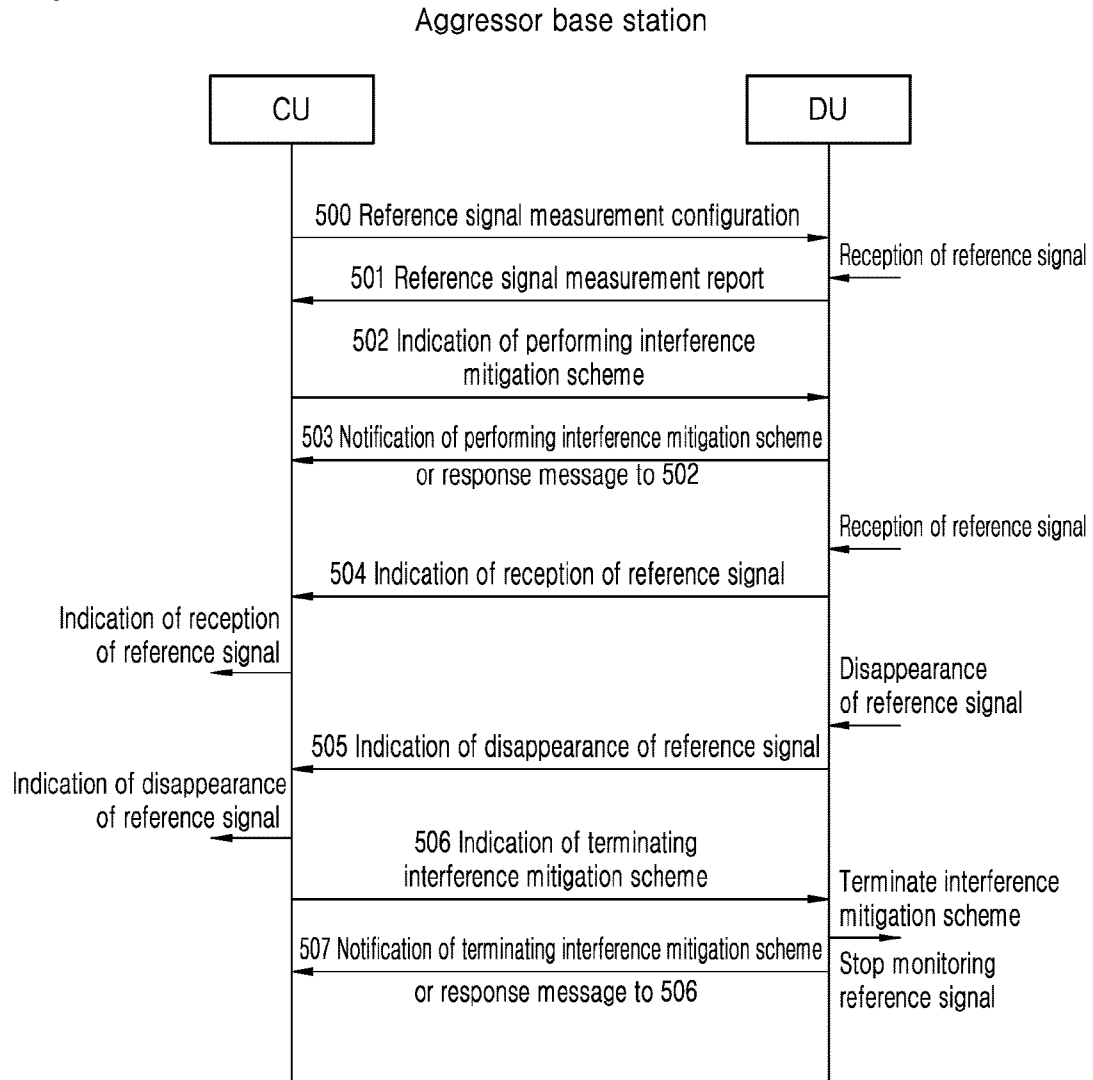 Aggressor base station
CU
DU
500 Reference signal measurement configuration
Reception of reference signal
501 Reference signal measurement report
502 Indication of performing interference
mitigation scheme
503 Notification of performing interference mitigation scheme
or response message to 502
Reception of reference signal
504 Indication of reception of reference signal
Indication of reception
of reference signal
Disappearance
of reference signal
505 Indication of disappearance of reference signal
Indication of disappearance
of reference signal
506 Indication of terminating
interference mitigation scheme
Terminate interference
mitigation scheme
507 Notification of terminating interference mitigation scheme
or response message to 506
Stop monitoring
reference signal